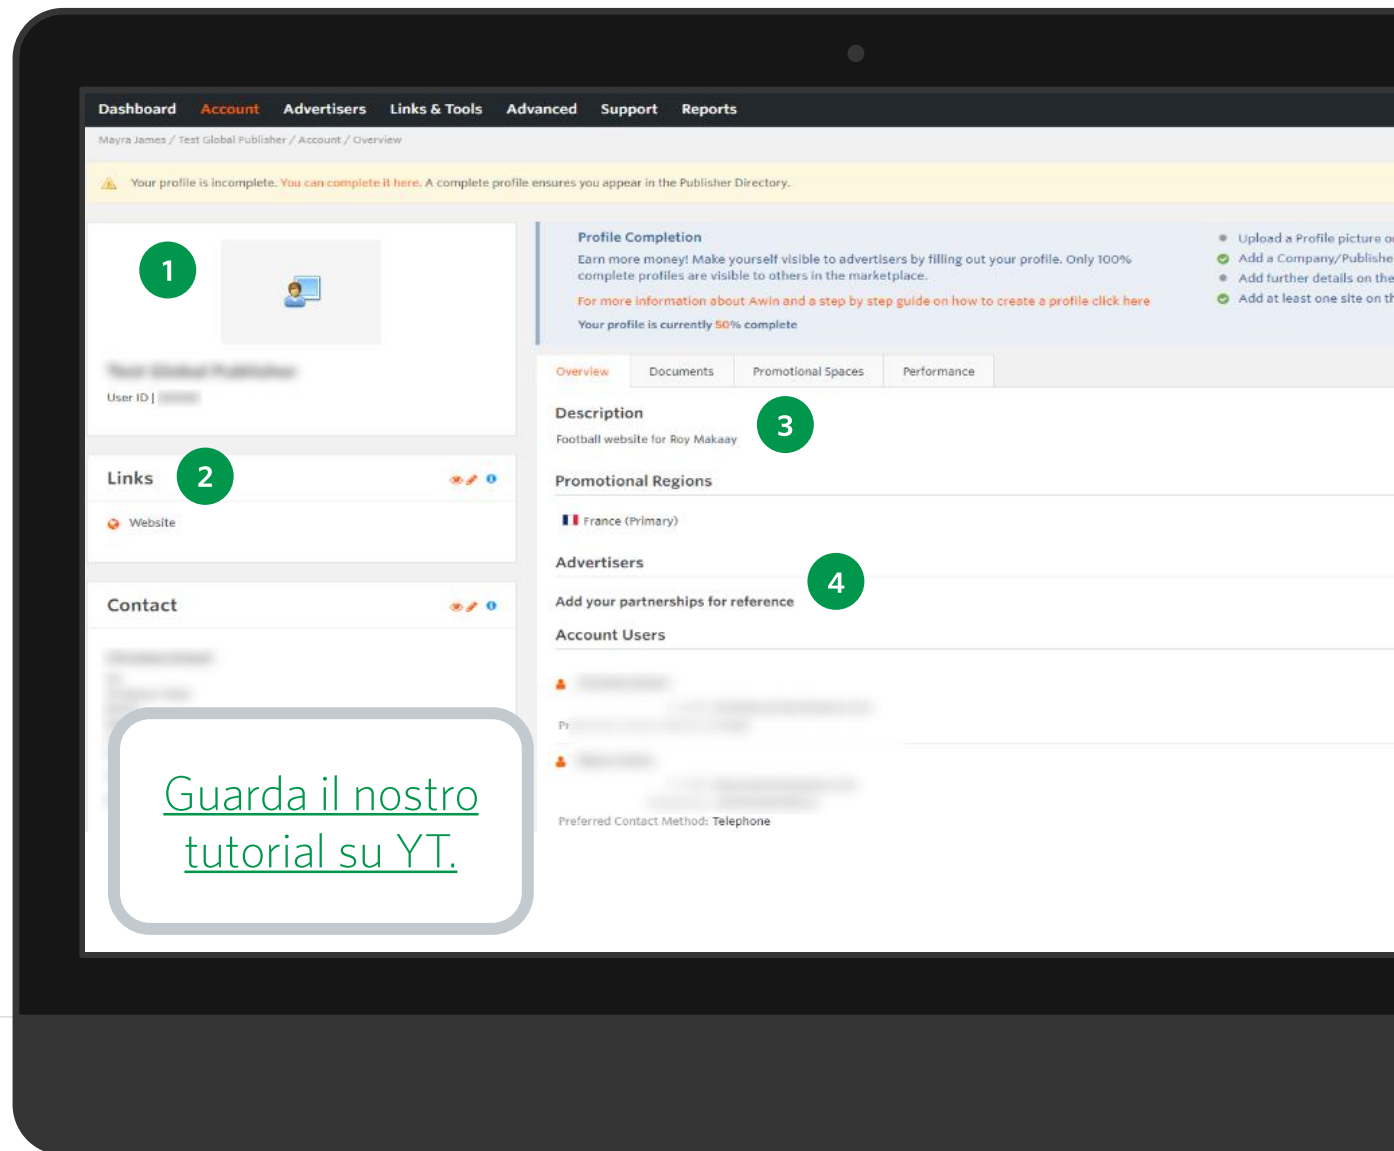 Dashboard Account Advertisers Links & Tools Advanced Support Reports
Mayra James / Test Global Publisher / Account / Overview
Your profile is incomplete. You can complete it here. A complete profile ensures you appear in the Publisher Directory.
1
Test Global Publisher
User ID |
Links 2
Website
Contact
Guarda il nostro
tutorial su YT.
Profile Completion
Earn more money! Make yourself visible to advertisers by filling out your profile. Only 100%
complete profiles are visible to others in the marketplace.
For more information about Awin and a step by step guide on how to create a profile click here
Your profile is currently 50% complete
Upload a Profile picture
Add a Company/Publishe
Add further details on the
Add at least one site on
Overview Documents Promotional Spaces Performance
Description
3
Football website for Roy Makaay
Promotional Regions
France (Primary)
Advertisers
4
Add your partnerships for reference
Account Users
Preferred Contact Method: Telephone